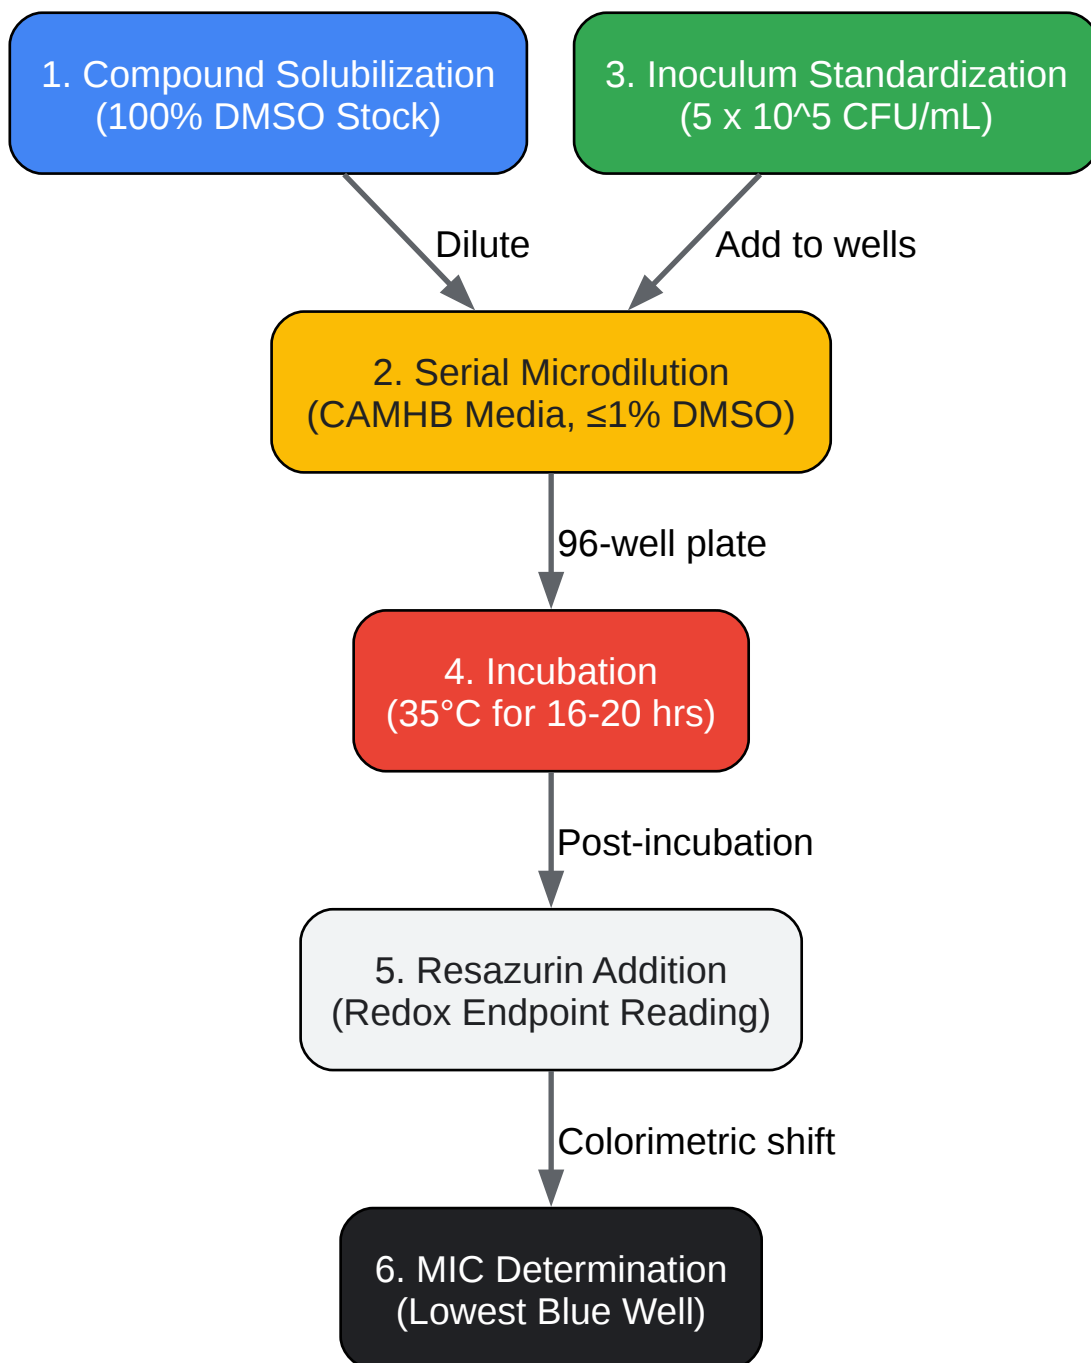 1. Compound Solubilization
(100% DMSO Stock)
3. Inoculum Standardization
(5 x 10^5 CFU/mL)
Dilute
Add to wells
2. Serial Microdilution
(CAMHB Media, ≤1% DMSO)
96-well plate
4. Incubation
(35°C for 16-20 hrs)
Post-incubation
5. Resazurin Addition
(Redox Endpoint Reading)
Colorimetric shift
6. MIC Determination
(Lowest Blue Well)